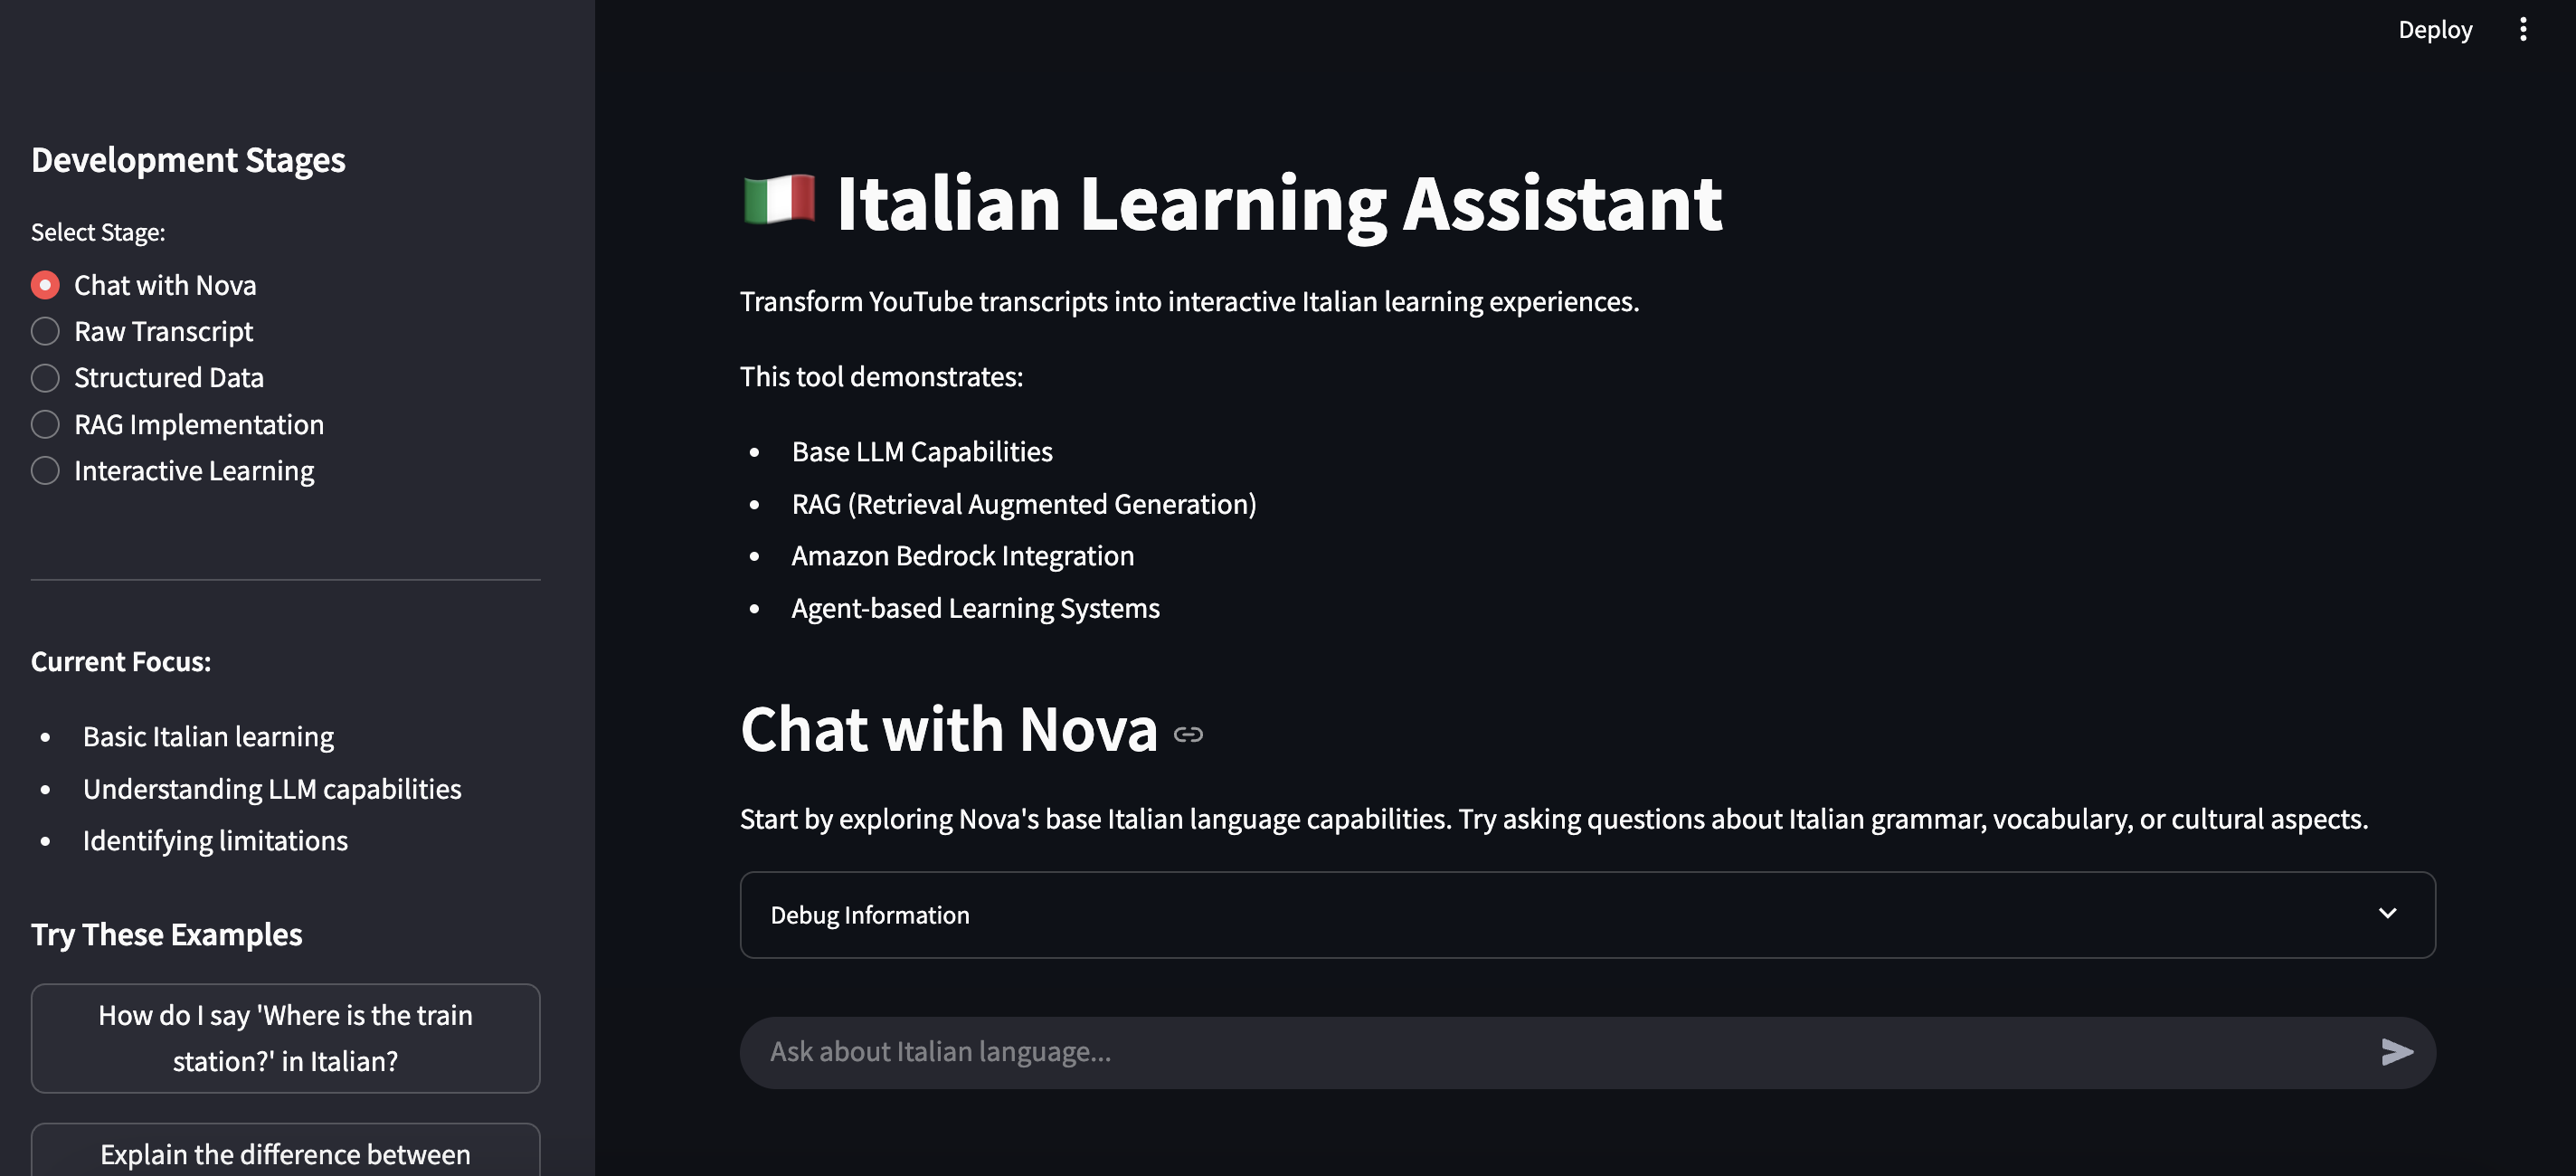 Deploy
Development Stages
Select Stage:
Chat with Nova
Raw Transcript
Structured Data
RAG Implementation
Interactive Learning
Current Focus:
Basic Italian learning
Understanding LLM capabilities
Identifying limitations
Try These Examples
How do I say 'Where is the train
station?' in Italian?
Explain the difference between
Italian Learning Assistant
Transform YouTube transcripts into interactive Italian learning experiences.
This tool demonstrates:
Base LLM Capabilities
RAG (Retrieval Augmented Generation)
Amazon Bedrock Integration
Agent-based Learning Systems
Chat with Nova
Start by exploring Nova's base Italian language capabilities. Try asking questions about Italian grammar, vocabulary, or cultural aspects.
Debug Information
Ask about Italian language...